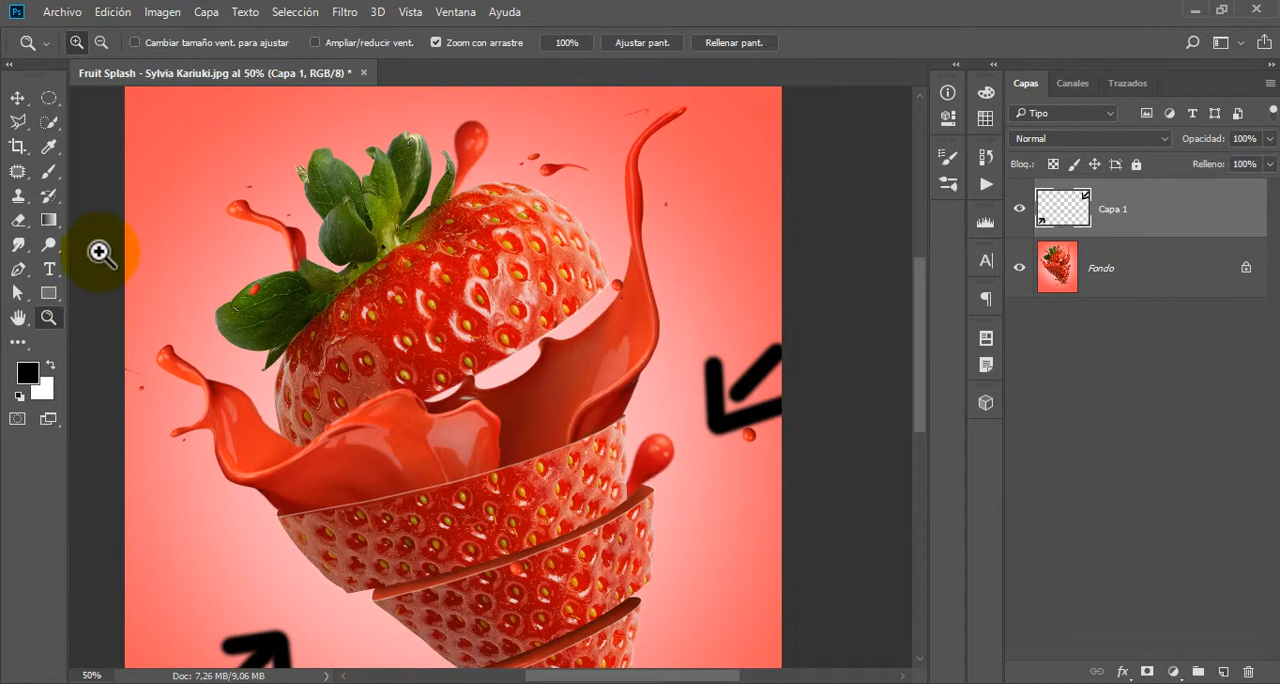 Ps Archivo Edición Imagen Capa Texto Selección Filtro 3D Vista Ventana Ayuda
Cambiar tamaño vent. para ajustar Ampliar/reducir vent. Zoom con arrastre 100% Ajustar pant. Rellenar pant.
Fruit Splash - Sylvia Kariuki.jpg al 50% (Capa 1, RGB/8) * ×
Capas Canales Trazados
Tipo
Normal Opacidad: 100%
Bloq.: Relleno: 100%
Capa 1
Fondo
50% Doc: 7,26 MB/9,06 MB